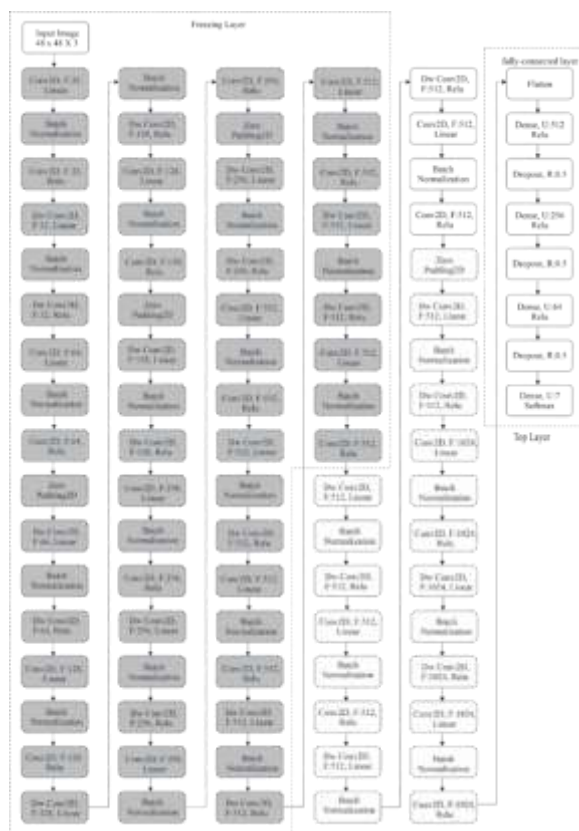 Freezing Layer
Input Image
48 x 48 X 3
Conv2D, F:32,
Linear
Batch
Normalization
Conv2D, F:32,
Relu
Dw Conv2D,
F:32, Linear
Batch
Normalization
Dw Conv2D,
F:32, Relu
Conv2D, F:64,
Linear
Batch
Normalization
Conv2D, F:64,
Relu
Zero
Padding2D
Dw Conv2D,
F:64, Linear
Batch
Normalization
Dw Conv2D,
F:64, Relu
Conv2D, F:128,
Linear
Batch
Normalization
Conv2D, F:128,
Relu
Dw Conv2D,
F:128, Linear
Batch
Normalization
Dw Conv2D,
F:128, Relu
Conv2D, F:128,
Linear
Batch
Normalization
Conv2D, F:128,
Relu
Zero
Padding2D
Dw Conv2D,
F:128, Linear
Batch
Normalization
Dw Conv2D,
F:128, Relu
Conv2D, F:256,
Linear
Batch
Normalization
Conv2D, F:256,
Relu
Dw Conv2D,
F:256, Linear
Batch
Normalization
Dw Conv2D,
F:256, Relu
Conv2D, F:256,
Linear
Batch
Normalization
Conv2D, F:256,
Relu
Zero
Padding2D
Dw Conv2D,
F:256, Linear
Batch
Normalization
Dw Conv2D,
F:256, Relu
Conv2D, F:512,
Linear
Batch
Normalization
Conv2D, F:512,
Relu
Dw Conv2D,
F:512, Linear
Batch
Normalization
Dw Conv2D,
F:512, Relu
Conv2D, F:512,
Linear
Batch
Normalization
Conv2D, F:512,
Relu
Dw Conv2D,
F:512, Linear
Batch
Normalization
Dw Conv2D,
F:512, Relu
Conv2D, F:512,
Linear
Batch
Normalization
Conv2D, F:512,
Relu
Dw Conv2D,
F:512, Linear
Batch
Normalization
Dw Conv2D,
F:512, Relu
Conv2D, F:512,
Linear
Batch
Normalization
Conv2D, F:512,
Relu
Dw Conv2D,
F:512, Linear
Batch
Normalization
Dw Conv2D,
F:512, Relu
Conv2D, F:512,
Linear
Batch
Normalization
Conv2D, F:512,
Relu
Dw Conv2D,
F:512, Linear
Batch
Normalization
Dw Conv2D,
F:512, Relu
Conv2D, F:512,
Linear
Batch
Normalization
Conv2D, F:512,
Relu
Zero
Padding2D
Dw Conv2D,
F:512, Linear
Batch
Normalization
Dw Conv2D,
F:512, Relu
Conv2D, F:1024,
Linear
Batch
Normalization
Conv2D, F:1024,
Relu
Dw Conv2D,
F:1024, Linear
Batch
Normalization
Dw Conv2D,
F:1024, Relu
Conv2D, F:1024,
Linear
Batch
Normalization
Conv2D, F:1024,
Relu
fully-connected layer
Flatten
Dense, U:512
Relu
Dropout, R:0.5
Dense, U:256
Relu
Dropout, R:0.5
Dense, U:64
Relu
Dropout, R:0.5
Dense, U:7
Softmax
Top Layer